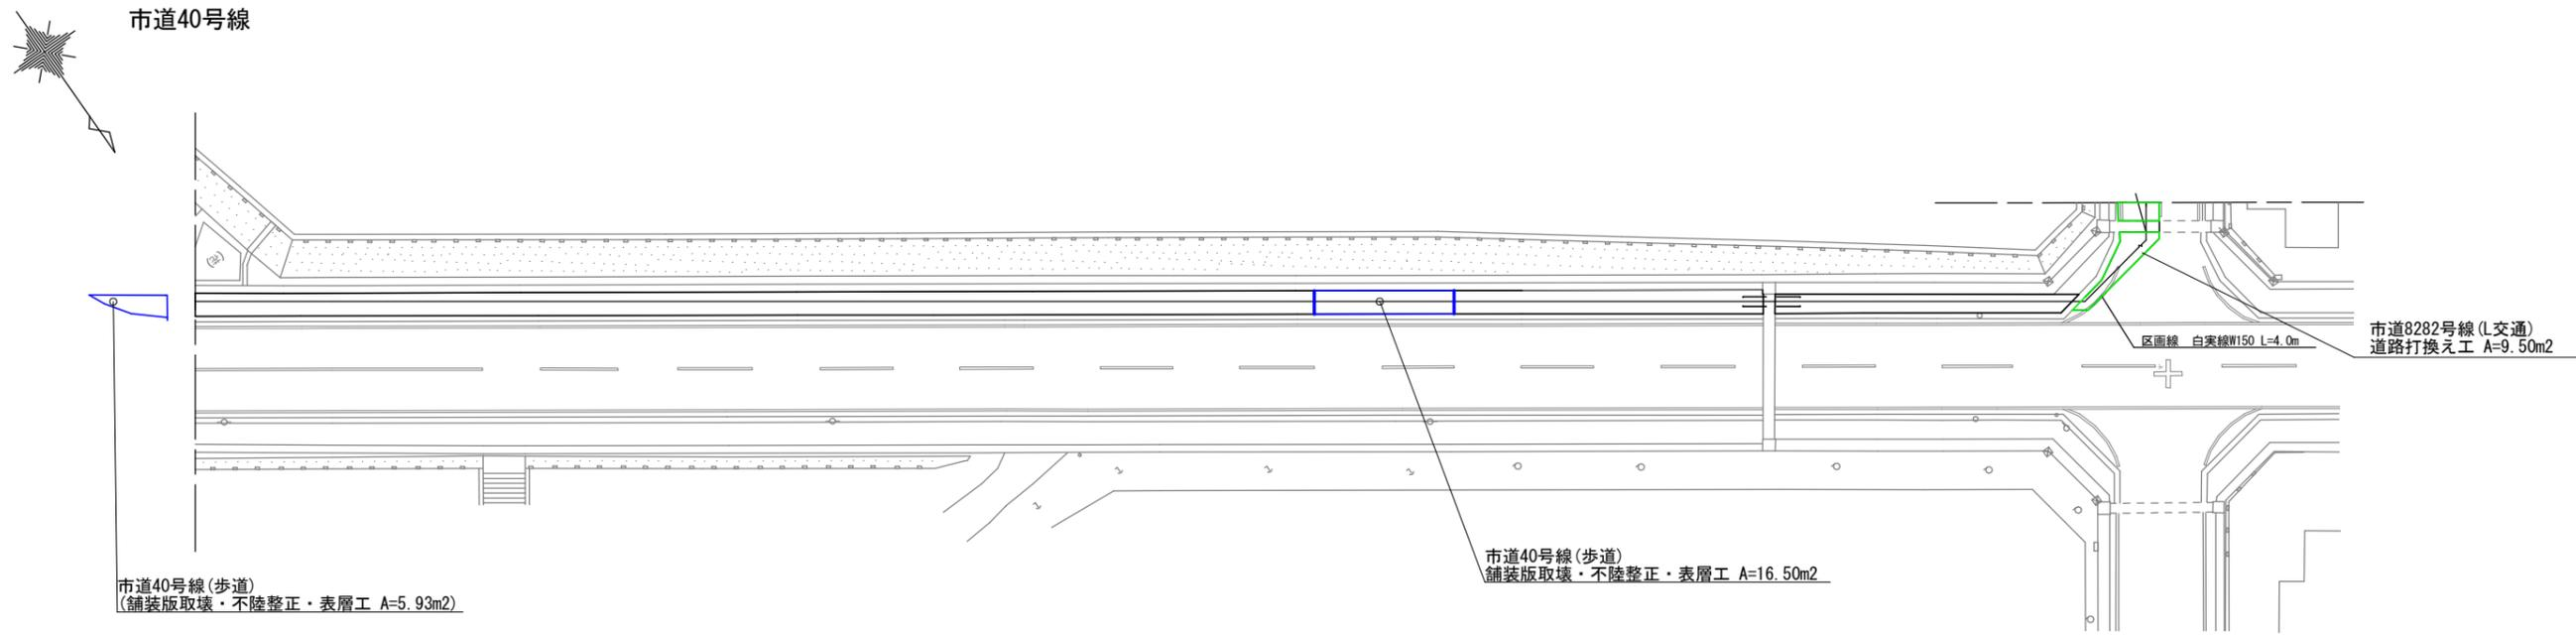 市道40号線
市道8282号線(L交通)
道路打換え工 A=9.50m2
区画線　白実線W150 L=4.0m
市道40号線(歩道)
舗装版取壊・不陸整正・表層工 A=16.50m2
市道40号線(歩道)
(舗装版取壊・不陸整正・表層工 A=5.93m2)